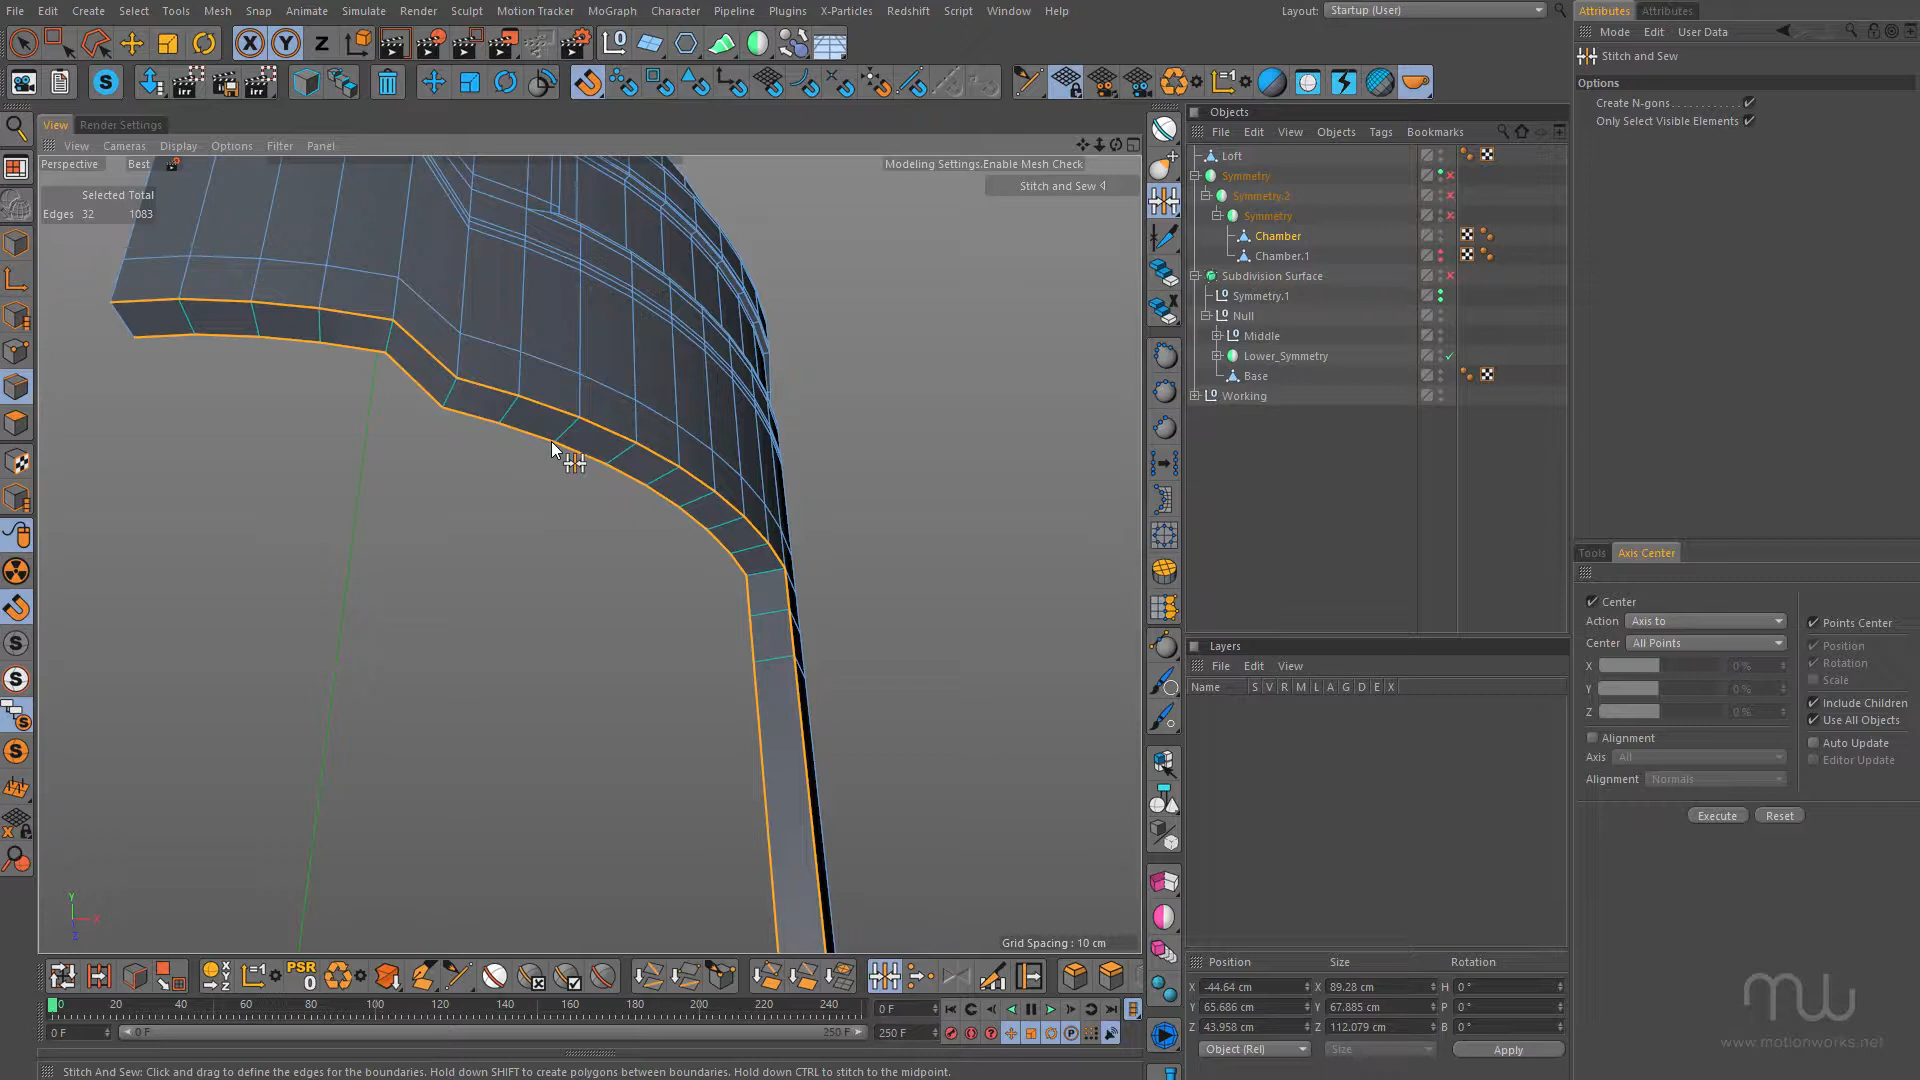 File Edit Create Select Tools Mesh Snap Animate Simulate Render Sculpt Motion Tracker MoGraph Character Pipeline Plugins X-Particles Redshift Script Window Help
Layout: Startup (User)
Attributes Attributes
Mode Edit User Data
Stitch and Sew
Options
Create N-gons
Only Select Visible Elements
View Render Settings
View Cameras Display Options Filter Panel
Perspective Best
Modeling Settings.Enable Mesh Check
Stitch and Sew
Selected Total
Edges 32 1083
Objects
File Edit View Objects Tags Bookmarks
Loft
Symmetry
Symmetry.2
Symmetry
Chamber
Chamber.1
Subdivision Surface
Symmetry.1
Null
Middle
Lower_Symmetry
Base
Working
Tools Axis Center
Center
Action Axis to
Center All Points
X 0 %
Y 0 %
Z 0 %
Alignment
Axis All
Alignment Normals
Points Center
Position
Rotation
Scale
Include Children
Use All Objects
Auto Update
Editor Update
Execute Reset
Layers
File Edit View
Name S V R M L A G D E X
Grid Spacing : 10 cm
Y
X
Z
PSR
0
0 20 40 60 80 100 120 140 160 180 200 220 240 0 F
0 F 0 F 250 F 250 F
Position Size Rotation
X -44.64 cm X 89.28 cm H 0 °
Y 65.686 cm Y 67.885 cm P 0 °
Z 43.958 cm Z 112.079 cm B 0 °
Object (Rel) Size Apply
mw
www.motionworks.net
Stitch And Sew: Click and drag to define the edges for the boundaries. Hold down SHIFT to create polygons between boundaries. Hold down CTRL to stitch to the midpoint.